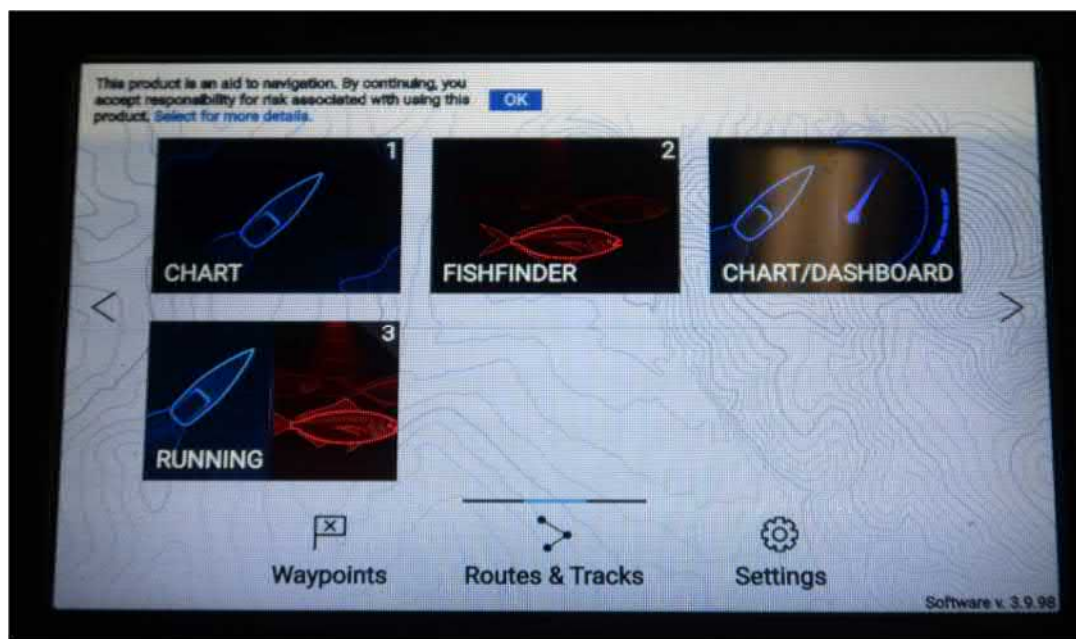 This product is an aid to navigation. By continuing, you
accept responsibility for risk associated with using this
product. Select for more details.
OK
1
CHART
2
FISHFINDER
CHART/DASHBOARD
3
RUNNING
Waypoints
Routes & Tracks
Settings
Software v. 3.9.98